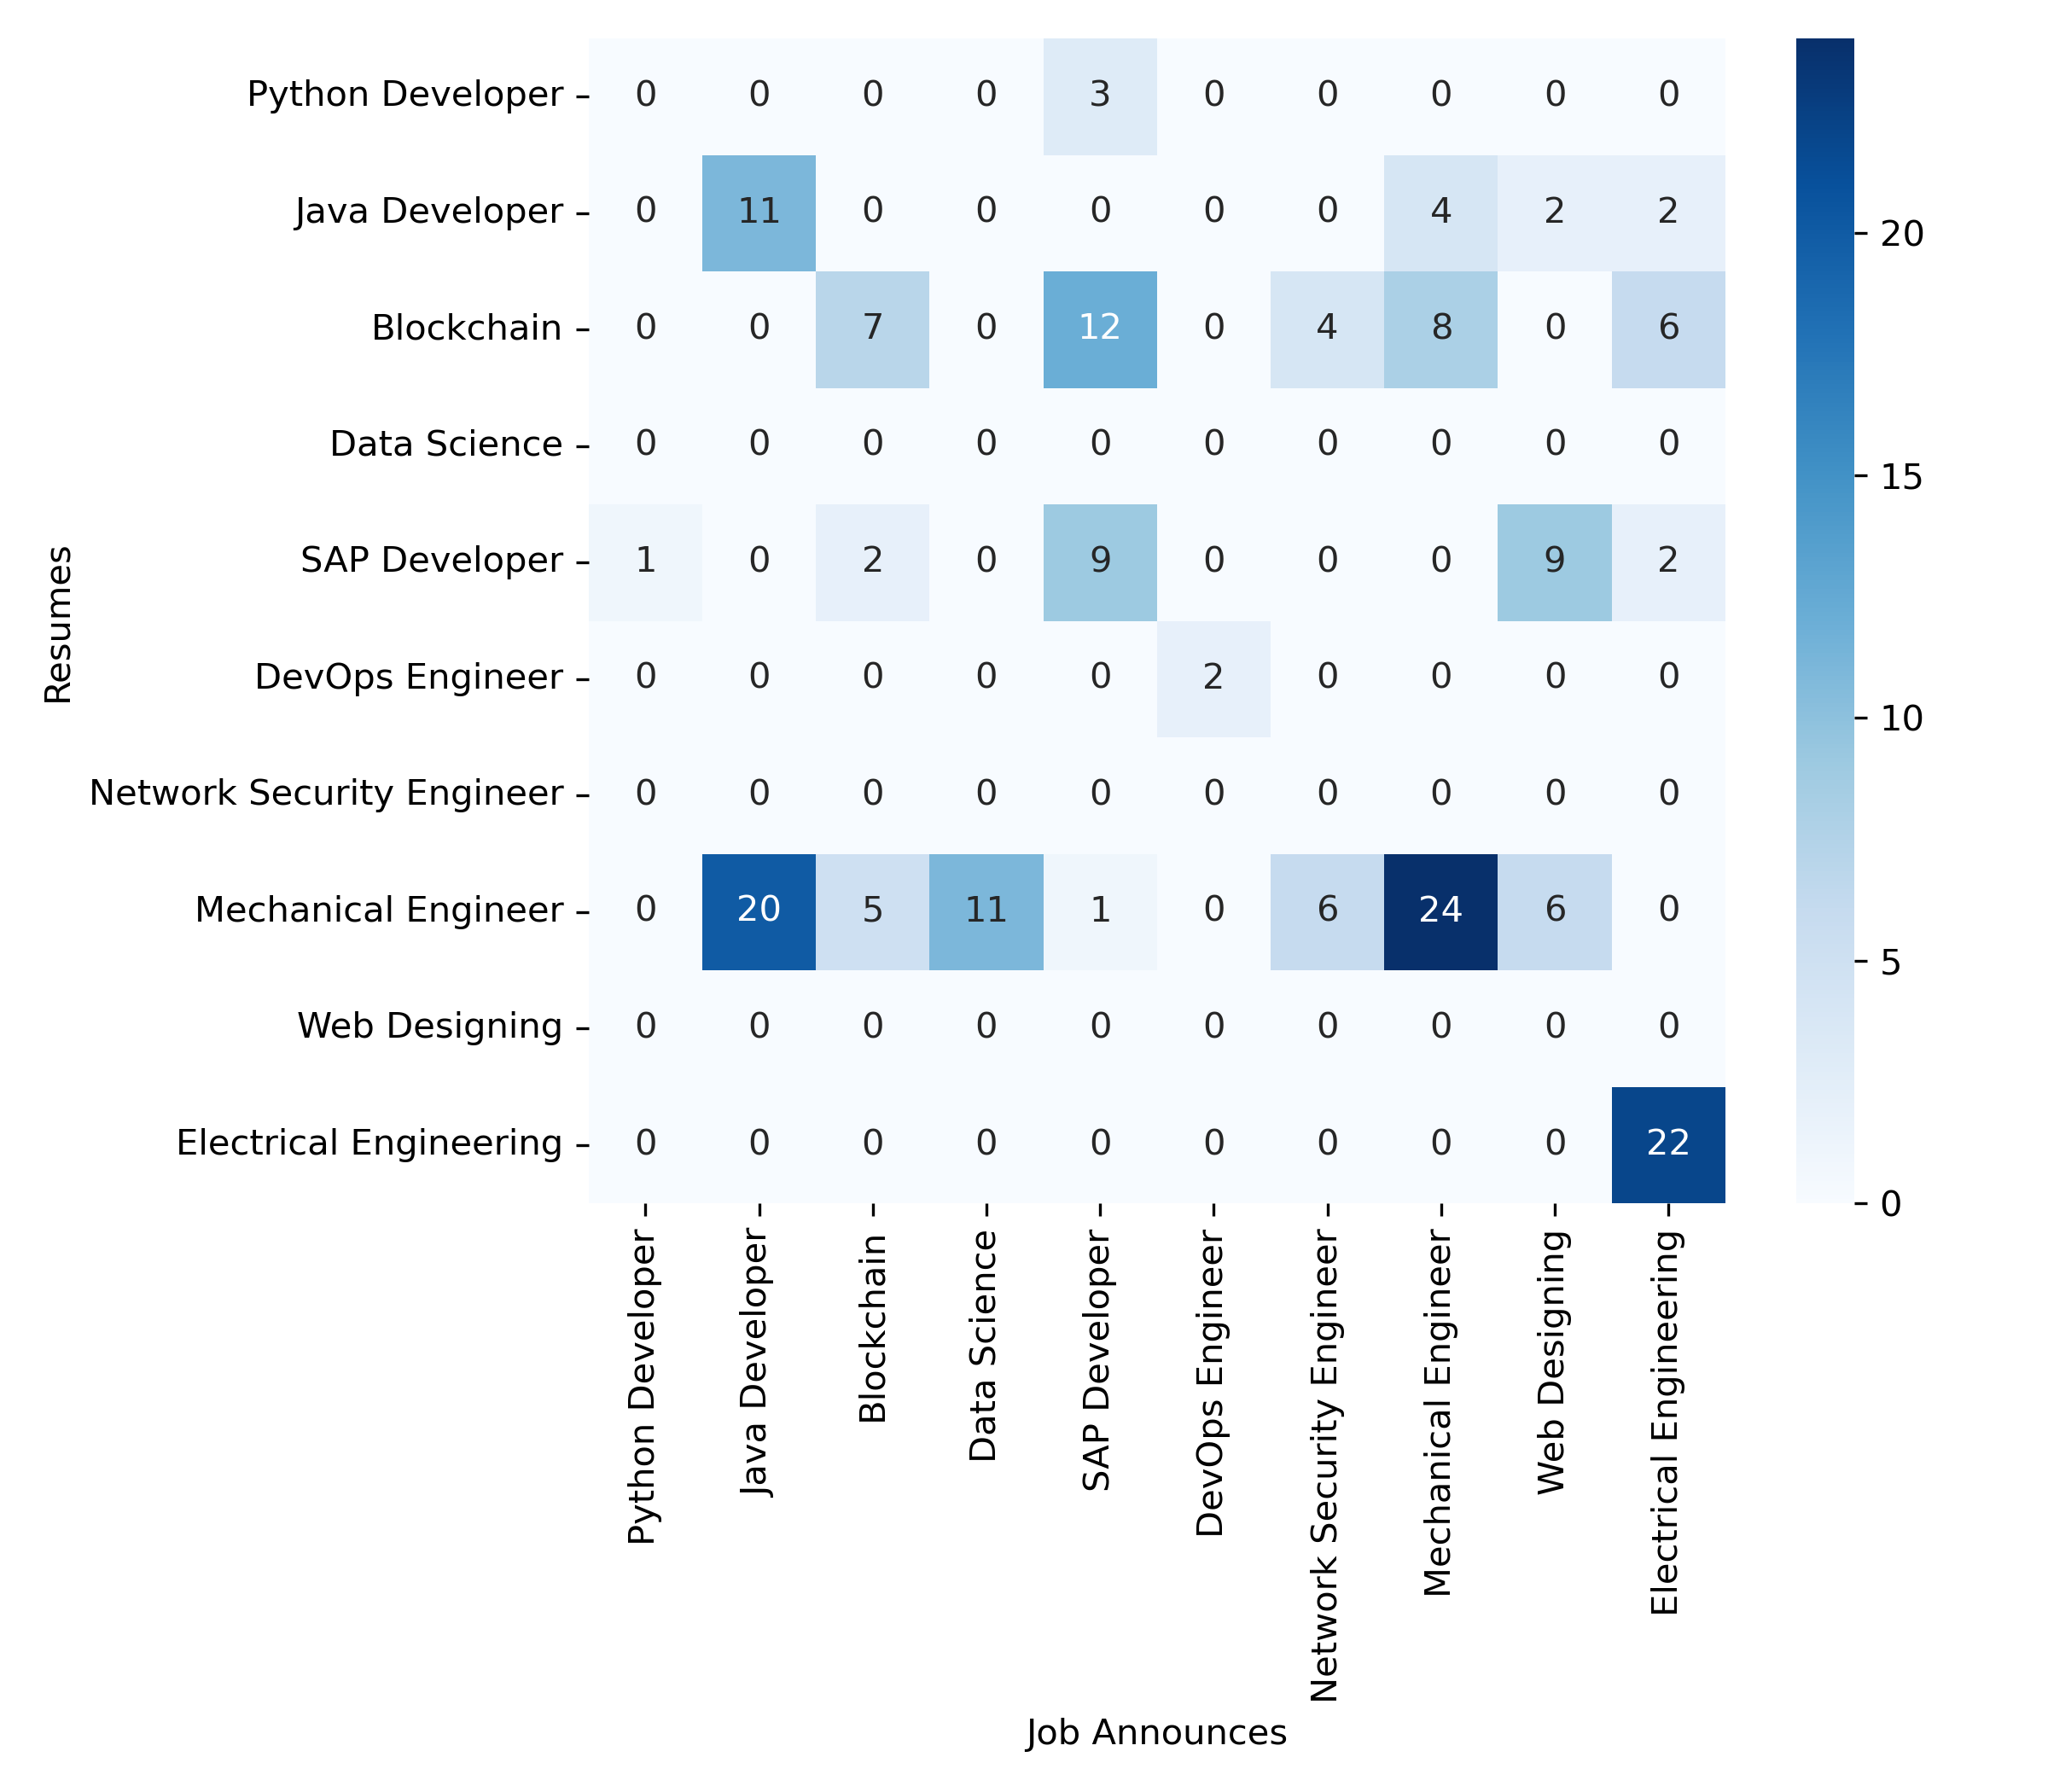 Python Developer 0 0 0 0 3 0 0 0 0 0
Java Developer 0 11 0 0 0 0 0 4 2 2
Blockchain 0 0 7 0 12 0 4 8 0 6
Data Science 0 0 0 0 0 0 0 0 0 0
SAP Developer 1 0 2 0 9 0 0 0 9 2
DevOps Engineer 0 0 0 0 0 2 0 0 0 0
Network Security Engineer 0 0 0 0 0 0 0 0 0 0
Mechanical Engineer 0 20 5 11 1 0 6 24 6 0
Web Designing 0 0 0 0 0 0 0 0 0 0
Electrical Engineering 0 0 0 0 0 0 0 0 0 22
Resumes
Python Developer
Java Developer
Blockchain
Data Science
SAP Developer
DevOps Engineer
Network Security Engineer
Mechanical Engineer
Web Designing
Electrical Engineering
Job Announces
20
15
10
5
0